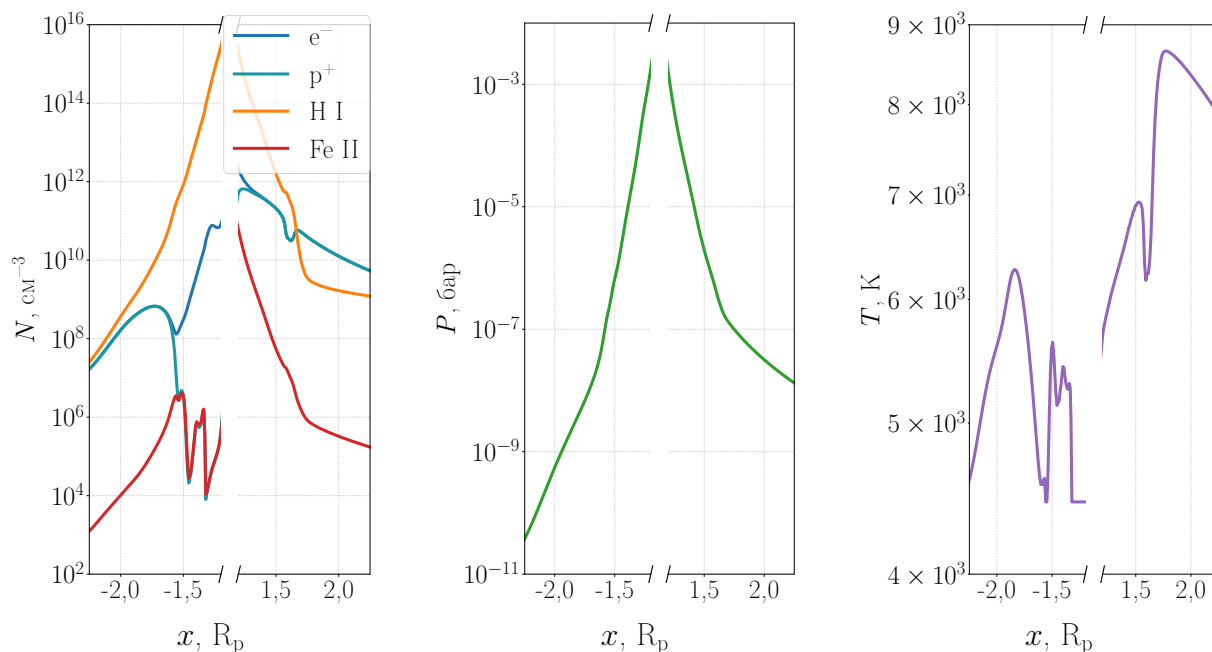 10^16
10^14
10^12
10^10
10^8
10^6
10^4
10^2
N, см^−3
-2,0 -1,5 1,5 2,0
x, R_p
e^−
p^+
H I
Fe II
10^−3
10^−5
10^−7
10^−9
10^−11
P, бар
-2,0 -1,5 1,5 2,0
x, R_p
9 × 10^3
8 × 10^3
7 × 10^3
6 × 10^3
5 × 10^3
4 × 10^3
T, K
-2,0 -1,5 1,5 2,0
x, R_p